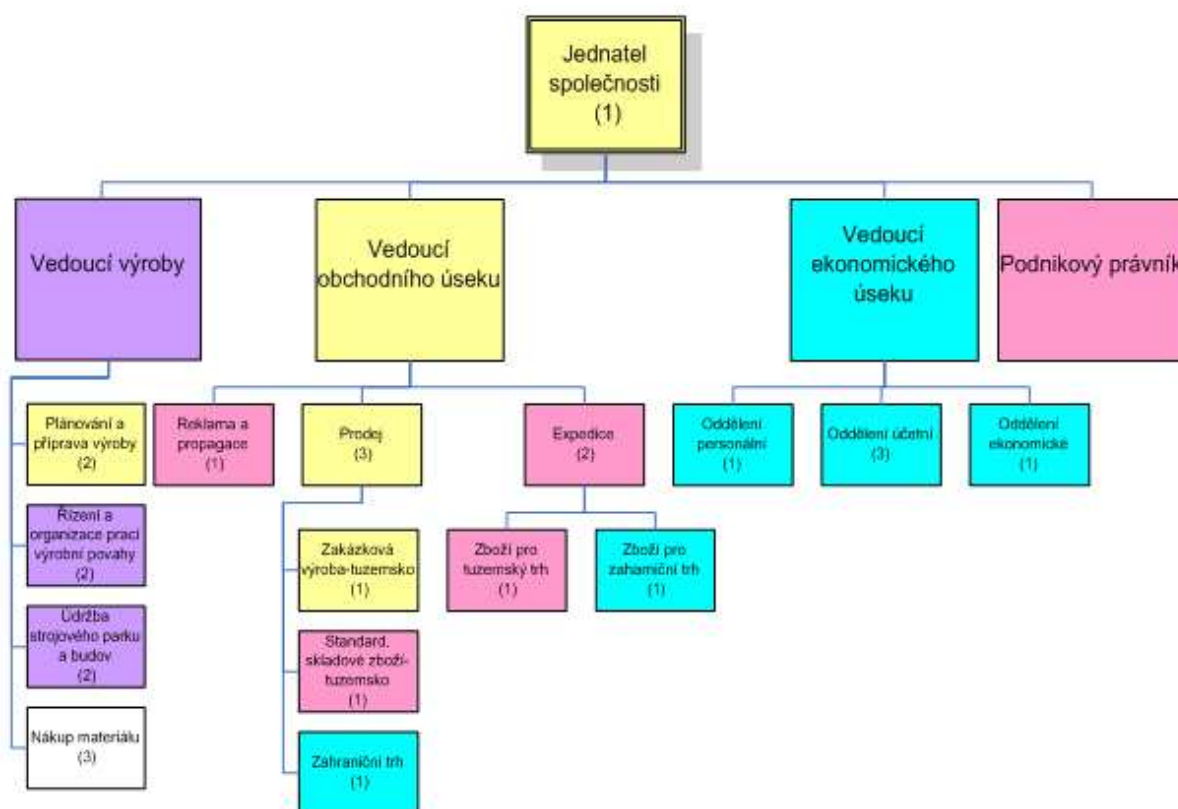 Jednatel
společnosti
(1)
Vedoucí výroby
Vedoucí
obchodního úseku
Vedoucí
ekonomického
úseku
Podnikový právník
Plánování a
příprava výroby
(2)
Reklama a
propagace
(1)
Prodej
(3)
Expedice
(2)
Oddělení
personální
(1)
Oddělení účetní
(3)
Oddělení
ekonomické
(1)
Řízení a
organizace prací
výrobní povahy
(2)
Zakázková
výroba-tuzemsko
(1)
Zboží pro
tuzemský trh
(1)
Zboží pro
zahraniční trh
(1)
Údržba
strojového parku
a budov
(2)
Standard.
skladové zboží-
tuzemsko
(1)
Nákup materiálu
(3)
Zahraniční trh
(1)